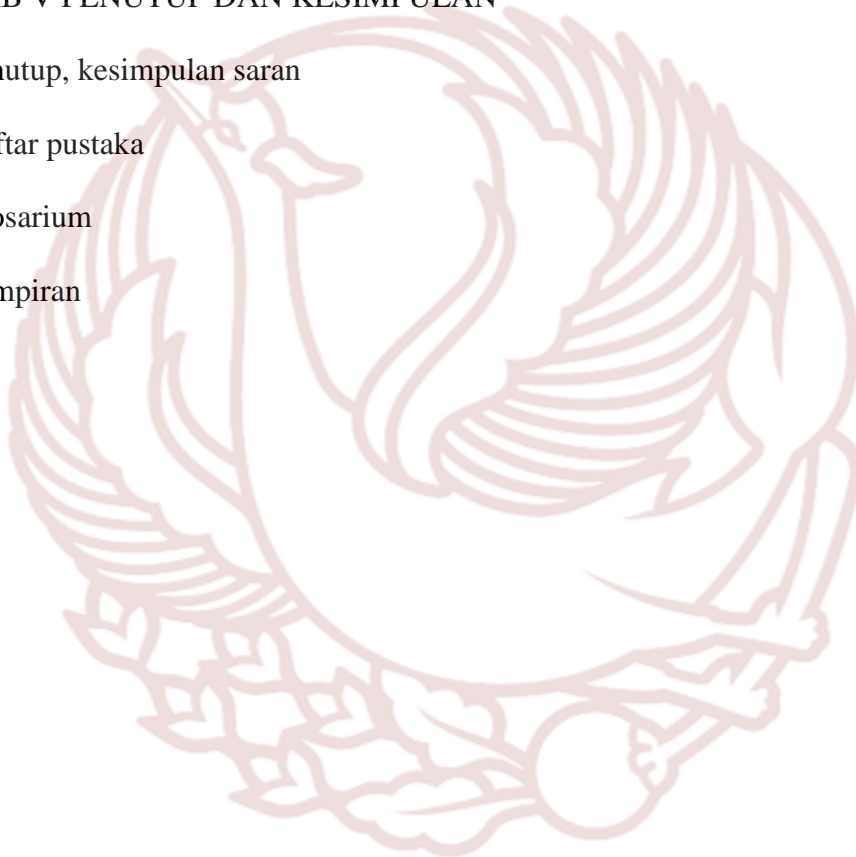 B V PENUTUP DAN KESIMPULAN
nutup, kesimpulan saran
ftar pustaka
osarium
mpiran